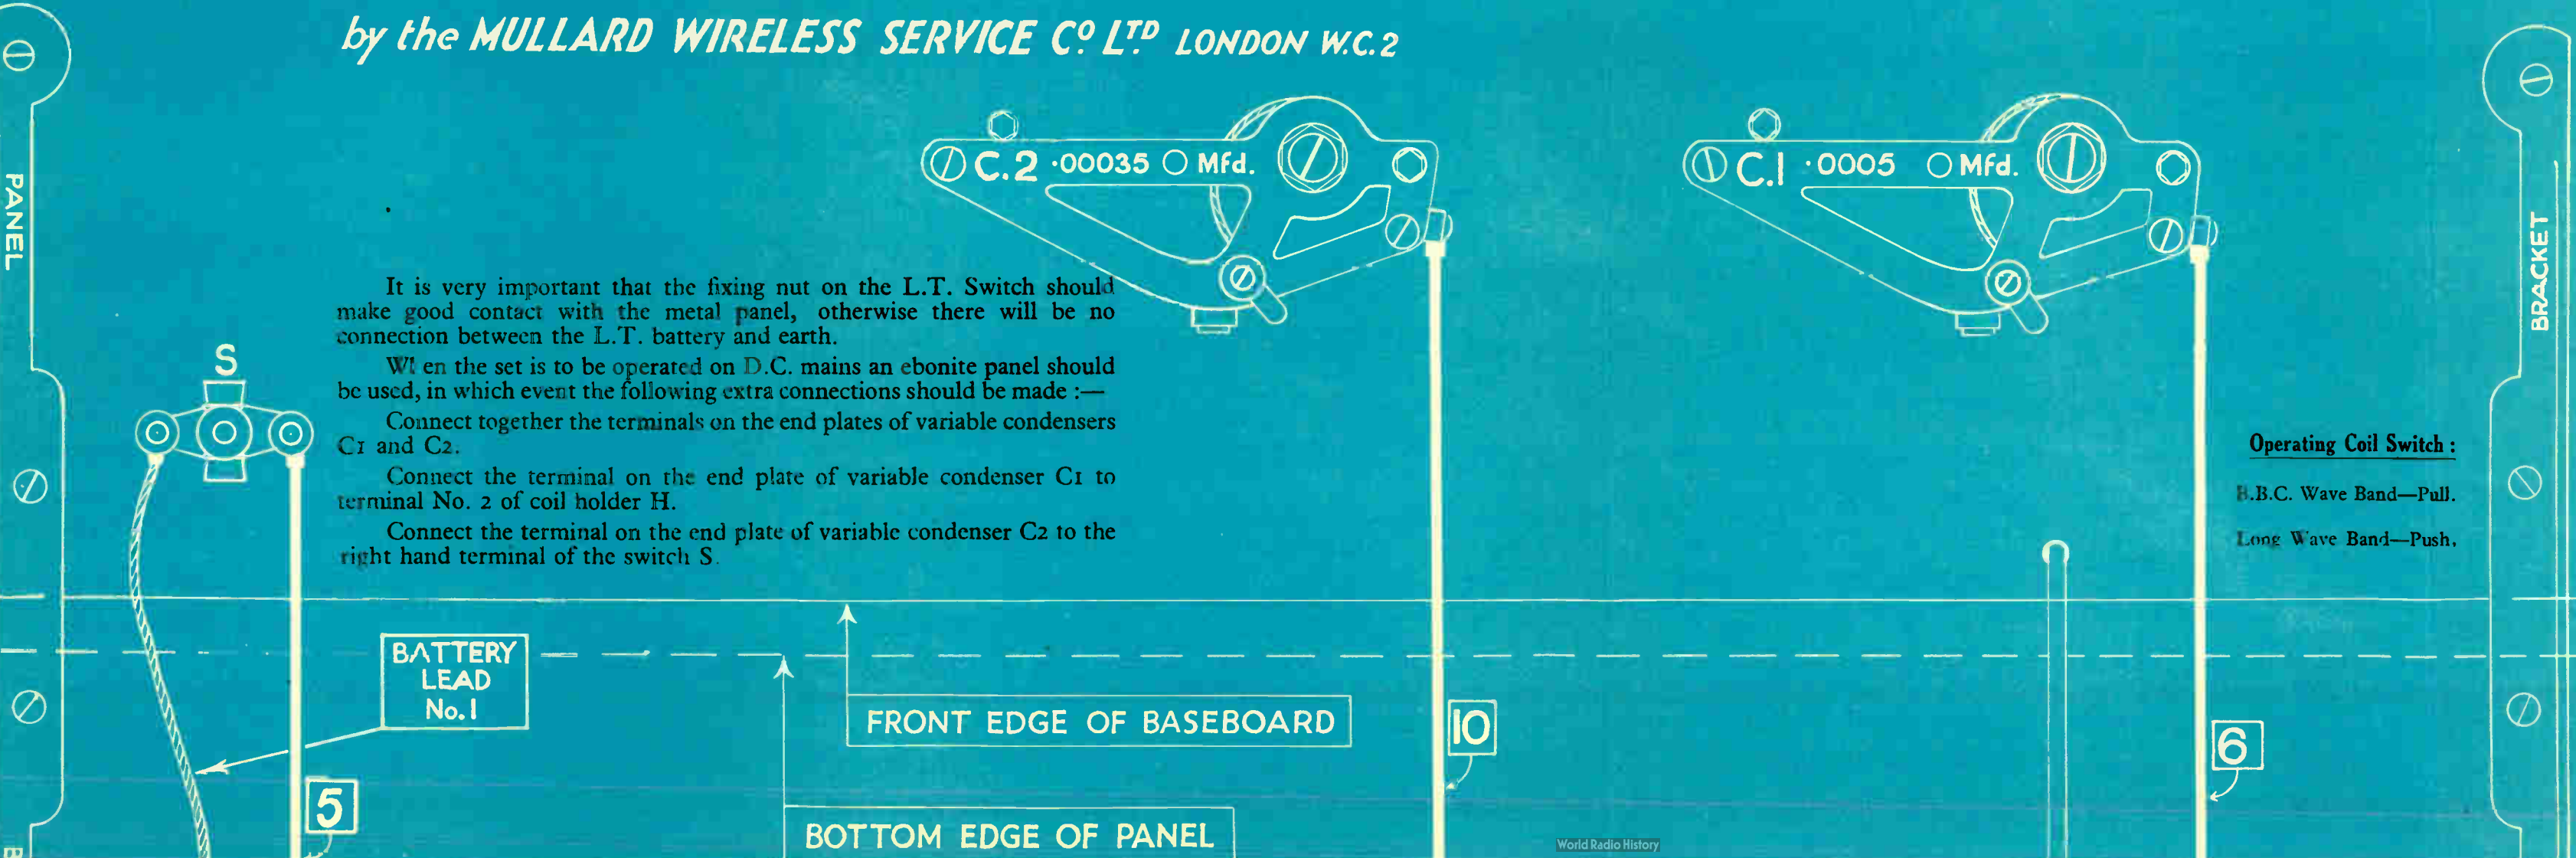 by the MULLARD WIRELESS SERVICE Cº LTD LONDON W.C.2
PANEL
C.2 ·00035 Mfd.
C.1 ·0005 Mfd.
BRACKET
It is very important that the fixing nut on the L.T. Switch should
make good contact with the metal panel, otherwise there will be no
connection between the L.T. battery and earth.
When the set is to be operated on D.C. mains an ebonite panel should
be used, in which event the following extra connections should be made :—
Connect together the terminals on the end plates of variable condensers
C1 and C2.
Connect the terminal on the end plate of variable condenser C1 to
terminal No. 2 of coil holder H.
Connect the terminal on the end plate of variable condenser C2 to the
right hand terminal of the switch S.
S
Operating Coil Switch :
B.B.C. Wave Band—Pull.
Long Wave Band—Push.
BATTERY
LEAD
No.1
FRONT EDGE OF BASEBOARD
10
6
5
BOTTOM EDGE OF PANEL
World Radio History